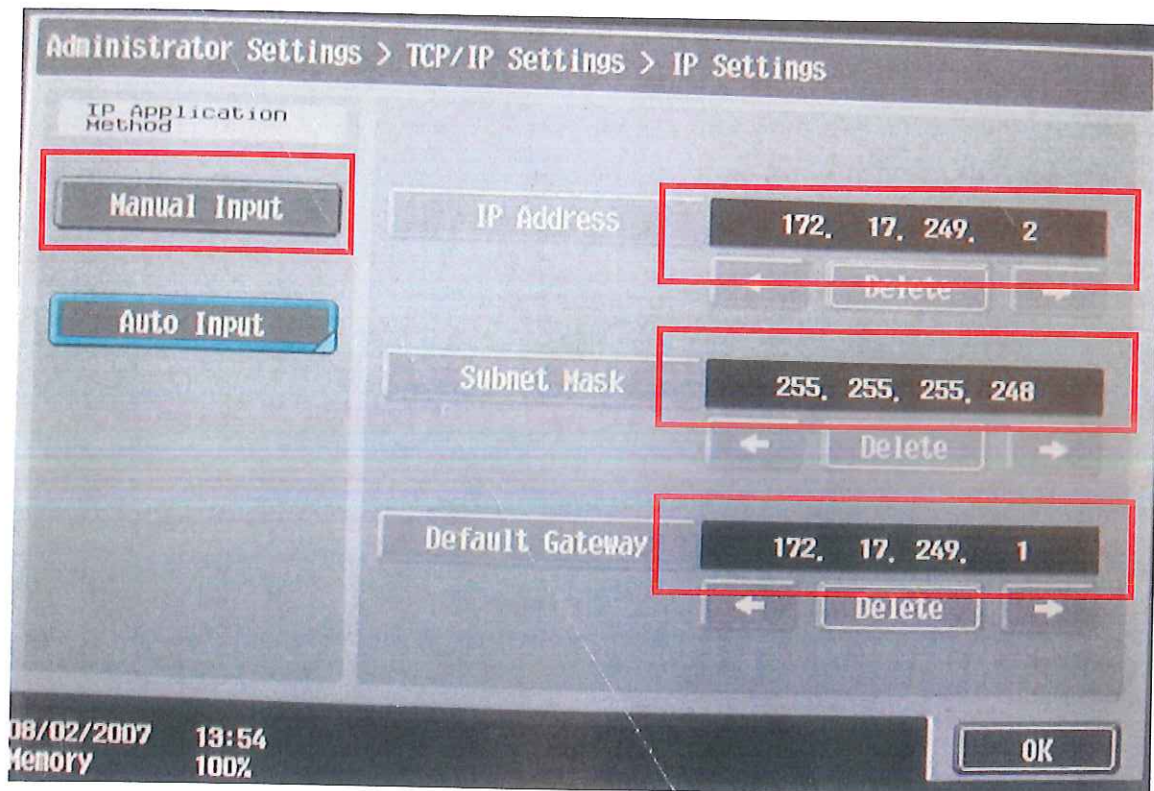 Administrator Settings > TCP/IP Settings > IP Settings
IP Application
Method
Manual Input
Auto Input
IP Address
172. 17. 249. 2
← Delete →
Subnet Mask
255. 255. 255. 248
← Delete →
Default Gateway
172. 17. 249. 1
← Delete →
08/02/2007 13:54
Memory 100%
OK